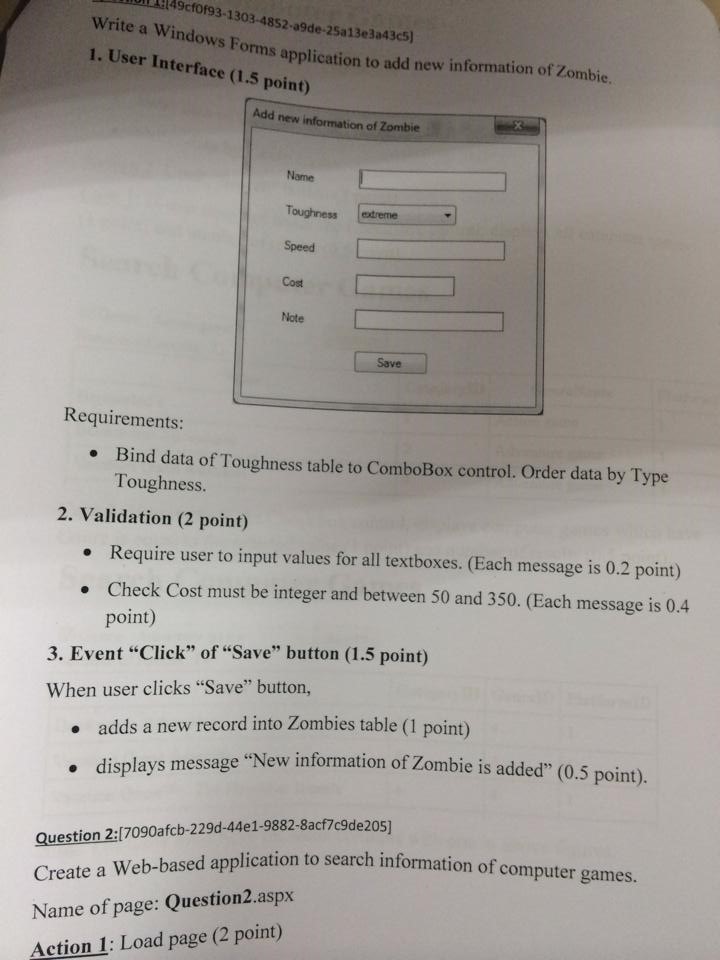 1:[49cf0f93-1303-4852-a9de-25a13e3a43c5]
Write a Windows Forms application to add new information of Zombie.
1. User Interface (1.5 point)
Add new information of Zombie
Name
Toughness extreme
Speed
Cost
Note
Save
Requirements:
• Bind data of Toughness table to ComboBox control. Order data by Type
Toughness.
2. Validation (2 point)
• Require user to input values for all textboxes. (Each message is 0.2 point)
• Check Cost must be integer and between 50 and 350. (Each message is 0.4
point)
3. Event “Click” of “Save” button (1.5 point)
When user clicks “Save” button,
• adds a new record into Zombies table (1 point)
• displays message “New information of Zombie is added” (0.5 point).
Question 2:[7090afcb-229d-44e1-9882-8acf7c9de205]
Create a Web-based application to search information of computer games.
Name of page: Question2.aspx
Action 1: Load page (2 point)